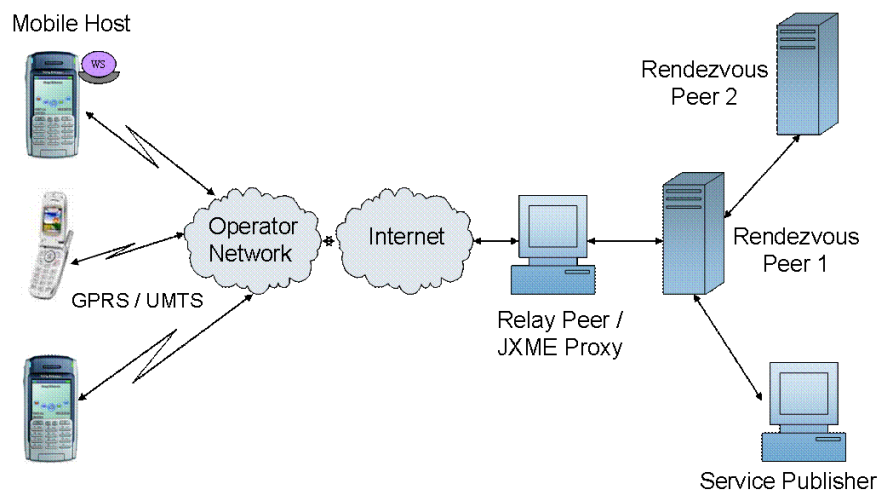 Mobile Host
WS
Rendezvous
Peer 2
Operator
Network
Internet
Rendezvous
Peer 1
GPRS / UMTS
Relay Peer /
JXME Proxy
Service Publisher